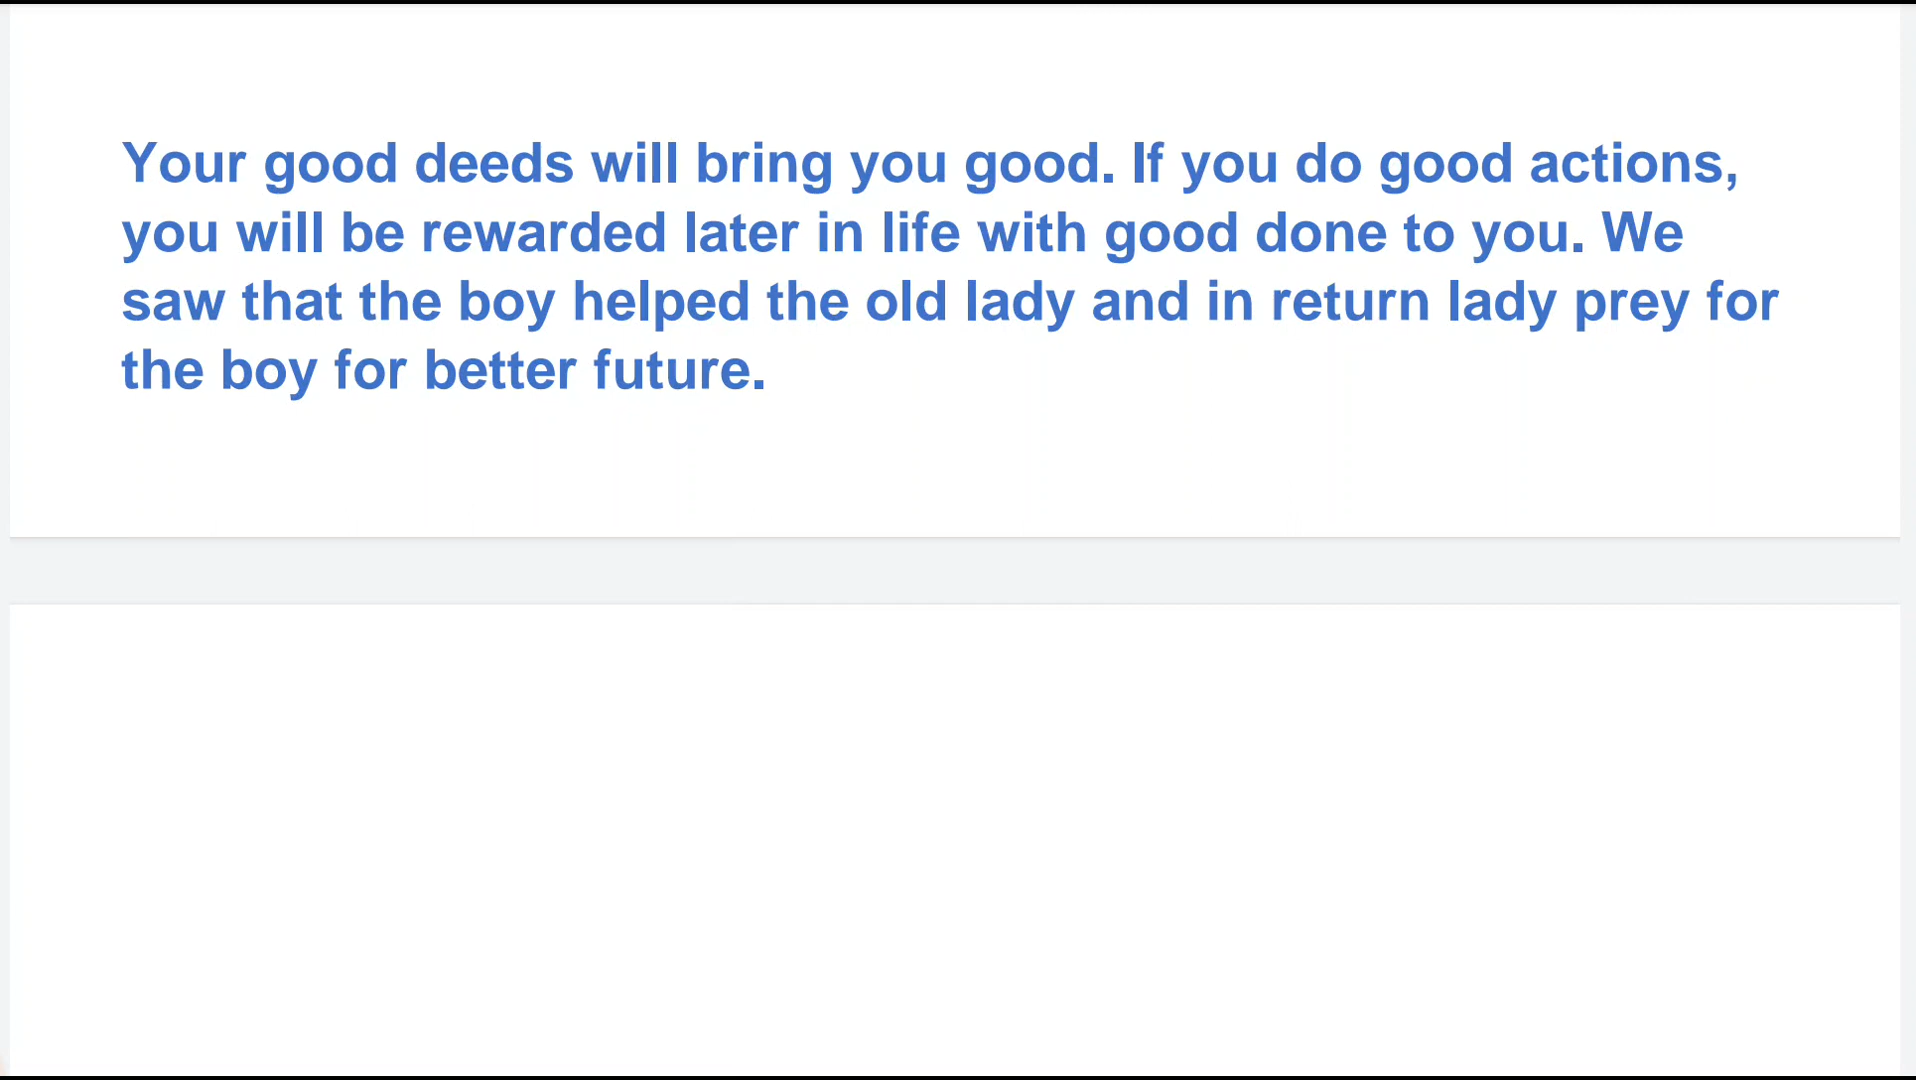 Your good deeds will bring you good. If you do good actions,
you will be rewarded later in life with good done to you. We
saw that the boy helped the old lady and in return lady prey for
the boy for better future.